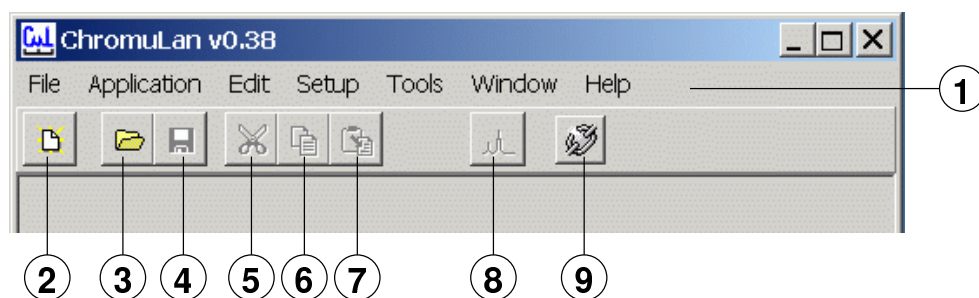 CWL ChromuLan v0.38
File Application Edit Setup Tools Window Help
1
2 3 4 5 6 7 8 9